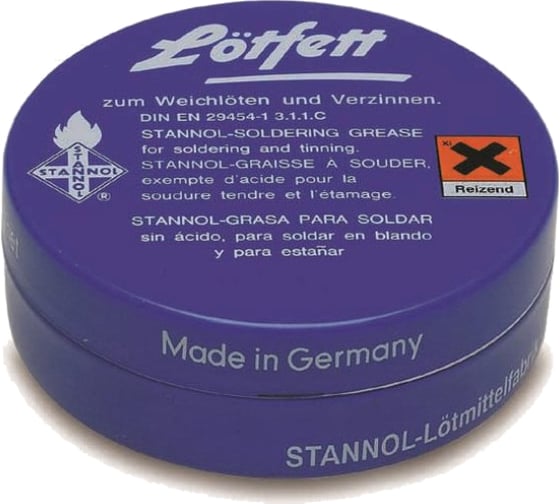 Lötfett
zum Weichlöten und Verzinnen.
DIN EN 29454-1 3.1.1.C
STANNOL-SOLDERING GREASE
for soldering and tinning.
STANNOL-GRAISSE A SOUDER,
exempte d'acide pour la
soudure tendre et l'étamage.
STANNOL-GRASA PARA SOLDAR
sin ácido, para soldar en blando
y para estañar
STANNOL
STANNOL
®
Xi
Reizend
Made in Germany
STANNOL-Lötmittelfabrik